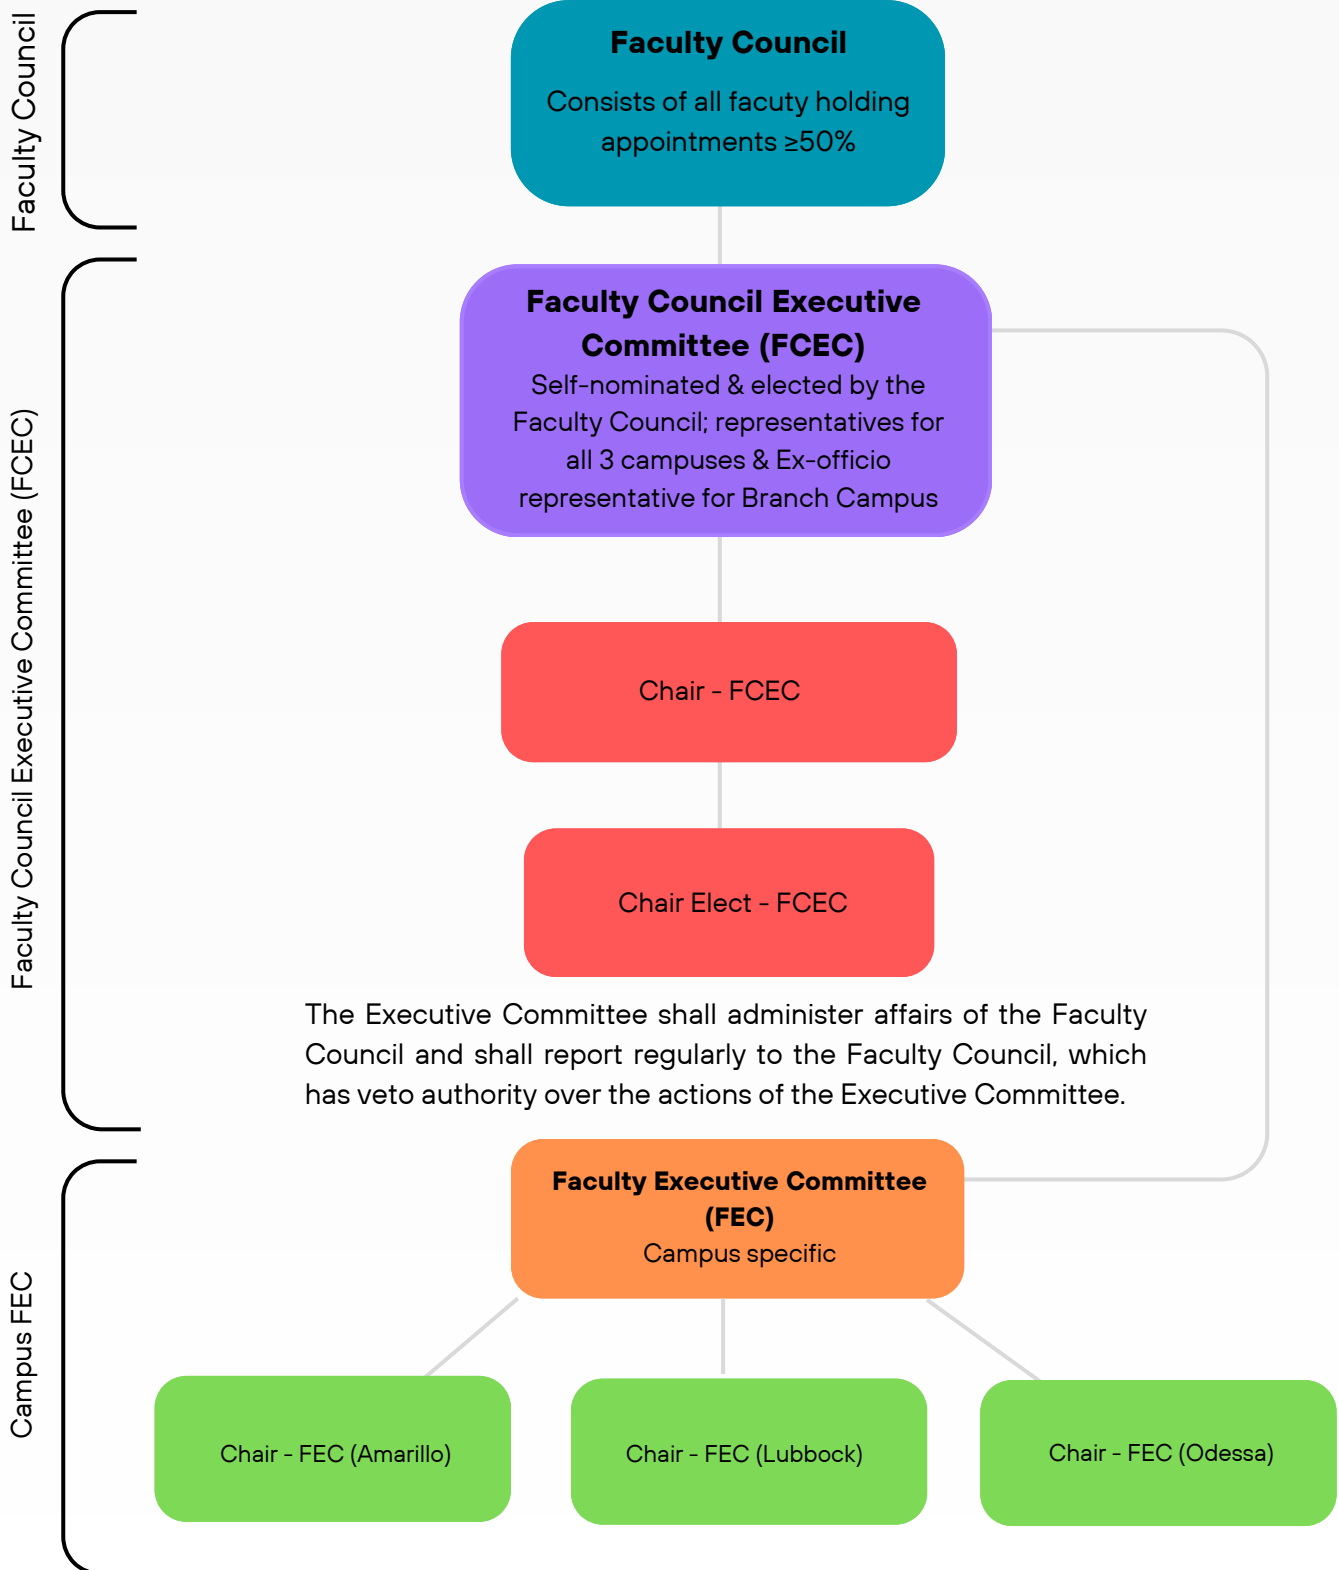 Faculty Council
Faculty Council
Consists of all facuty holding
appointments ≥50%
Faculty Council Executive Committee (FCEC)
Faculty Council Executive
Committee (FCEC)
Self-nominated & elected by the
Faculty Council; representatives for
all 3 campuses & Ex-officio
representative for Branch Campus
Chair - FCEC
Chair Elect - FCEC
The Executive Committee shall administer affairs of the Faculty
Council and shall report regularly to the Faculty Council, which
has veto authority over the actions of the Executive Committee.
Campus FEC
Faculty Executive Committee
(FEC)
Campus specific
Chair - FEC (Amarillo)
Chair - FEC (Lubbock)
Chair - FEC (Odessa)